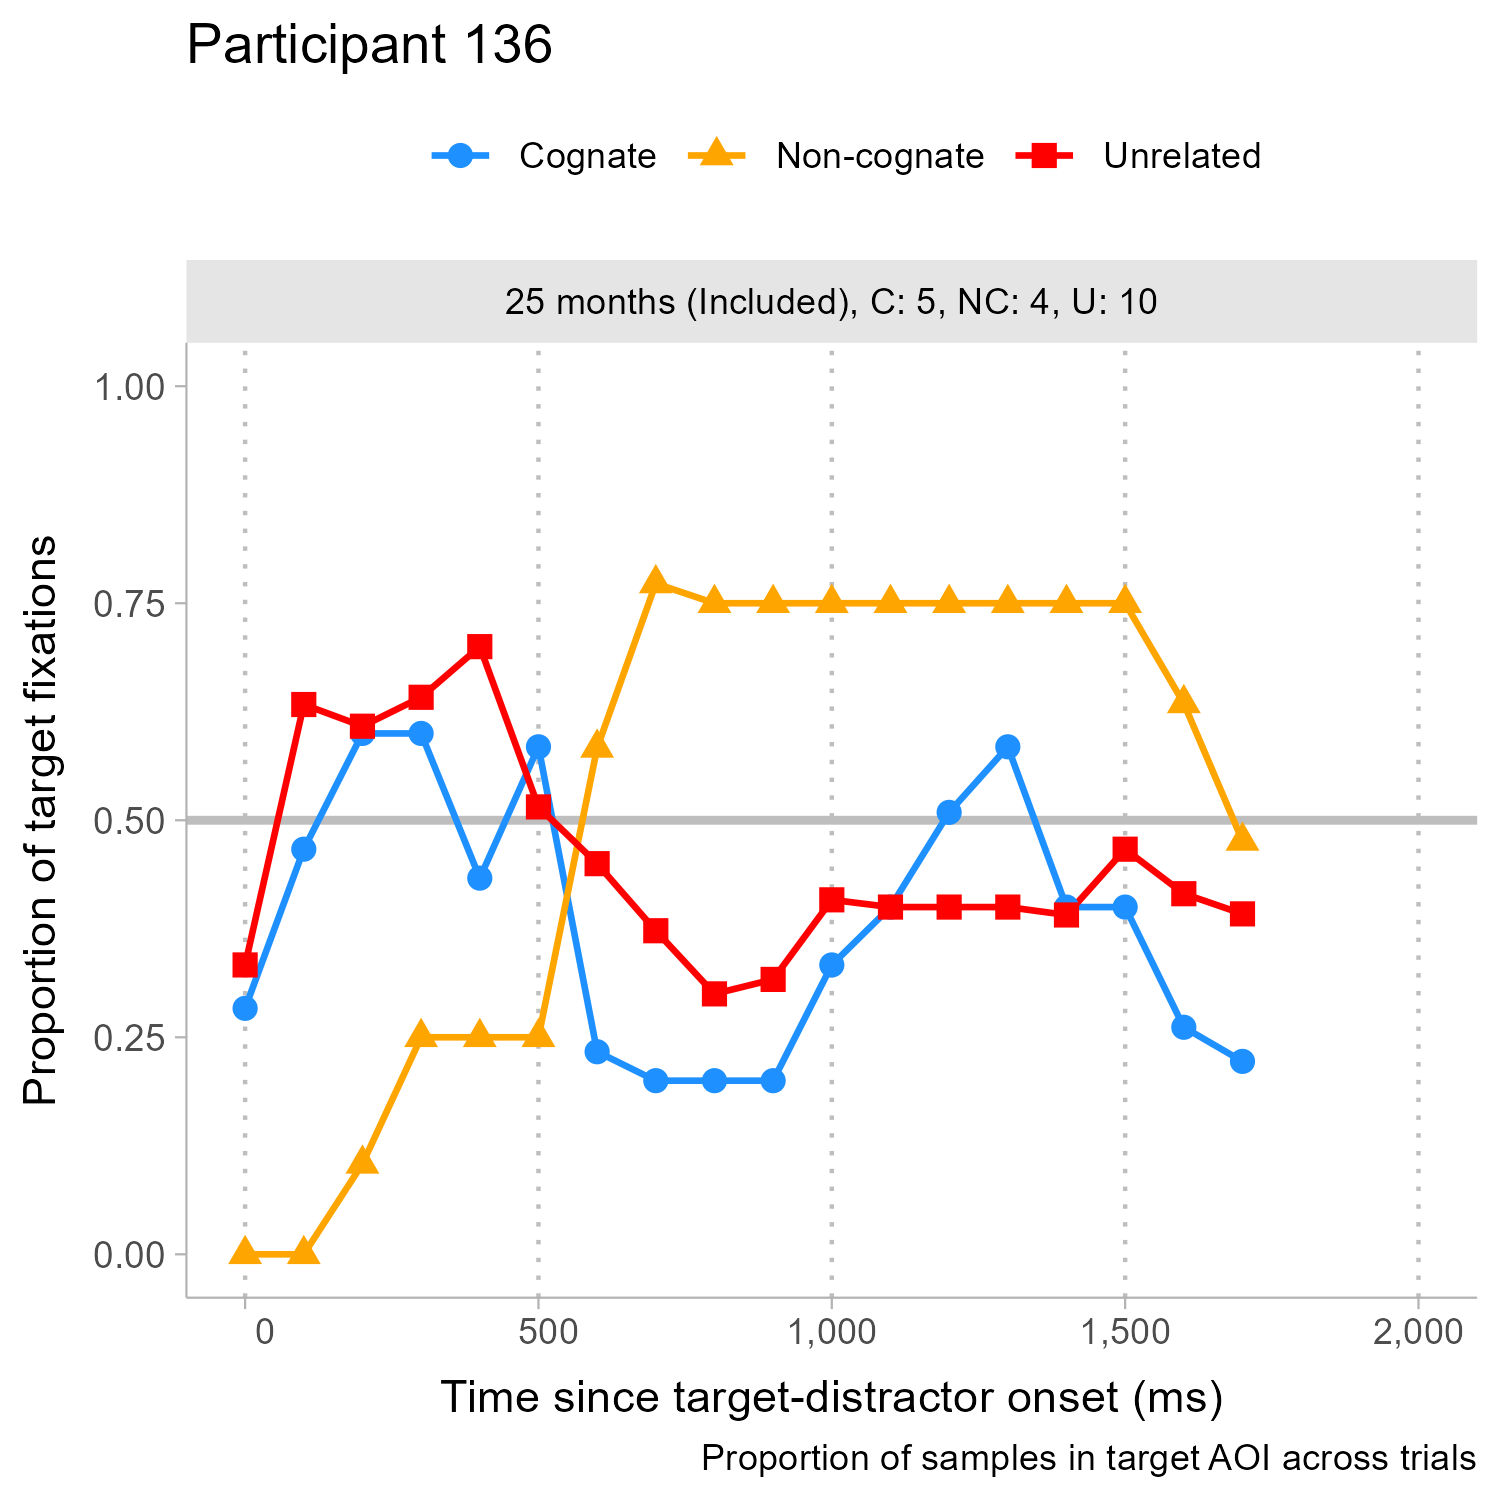 Participant 136
Cognate Non-cognate Unrelated
25 months (Included), C: 5, NC: 4, U: 10
1.00
0.75
0.50
0.25
0.00
Proportion of target fixations
0 500 1,000 1,500 2,000
Time since target-distractor onset (ms)
Proportion of samples in target AOI across trials